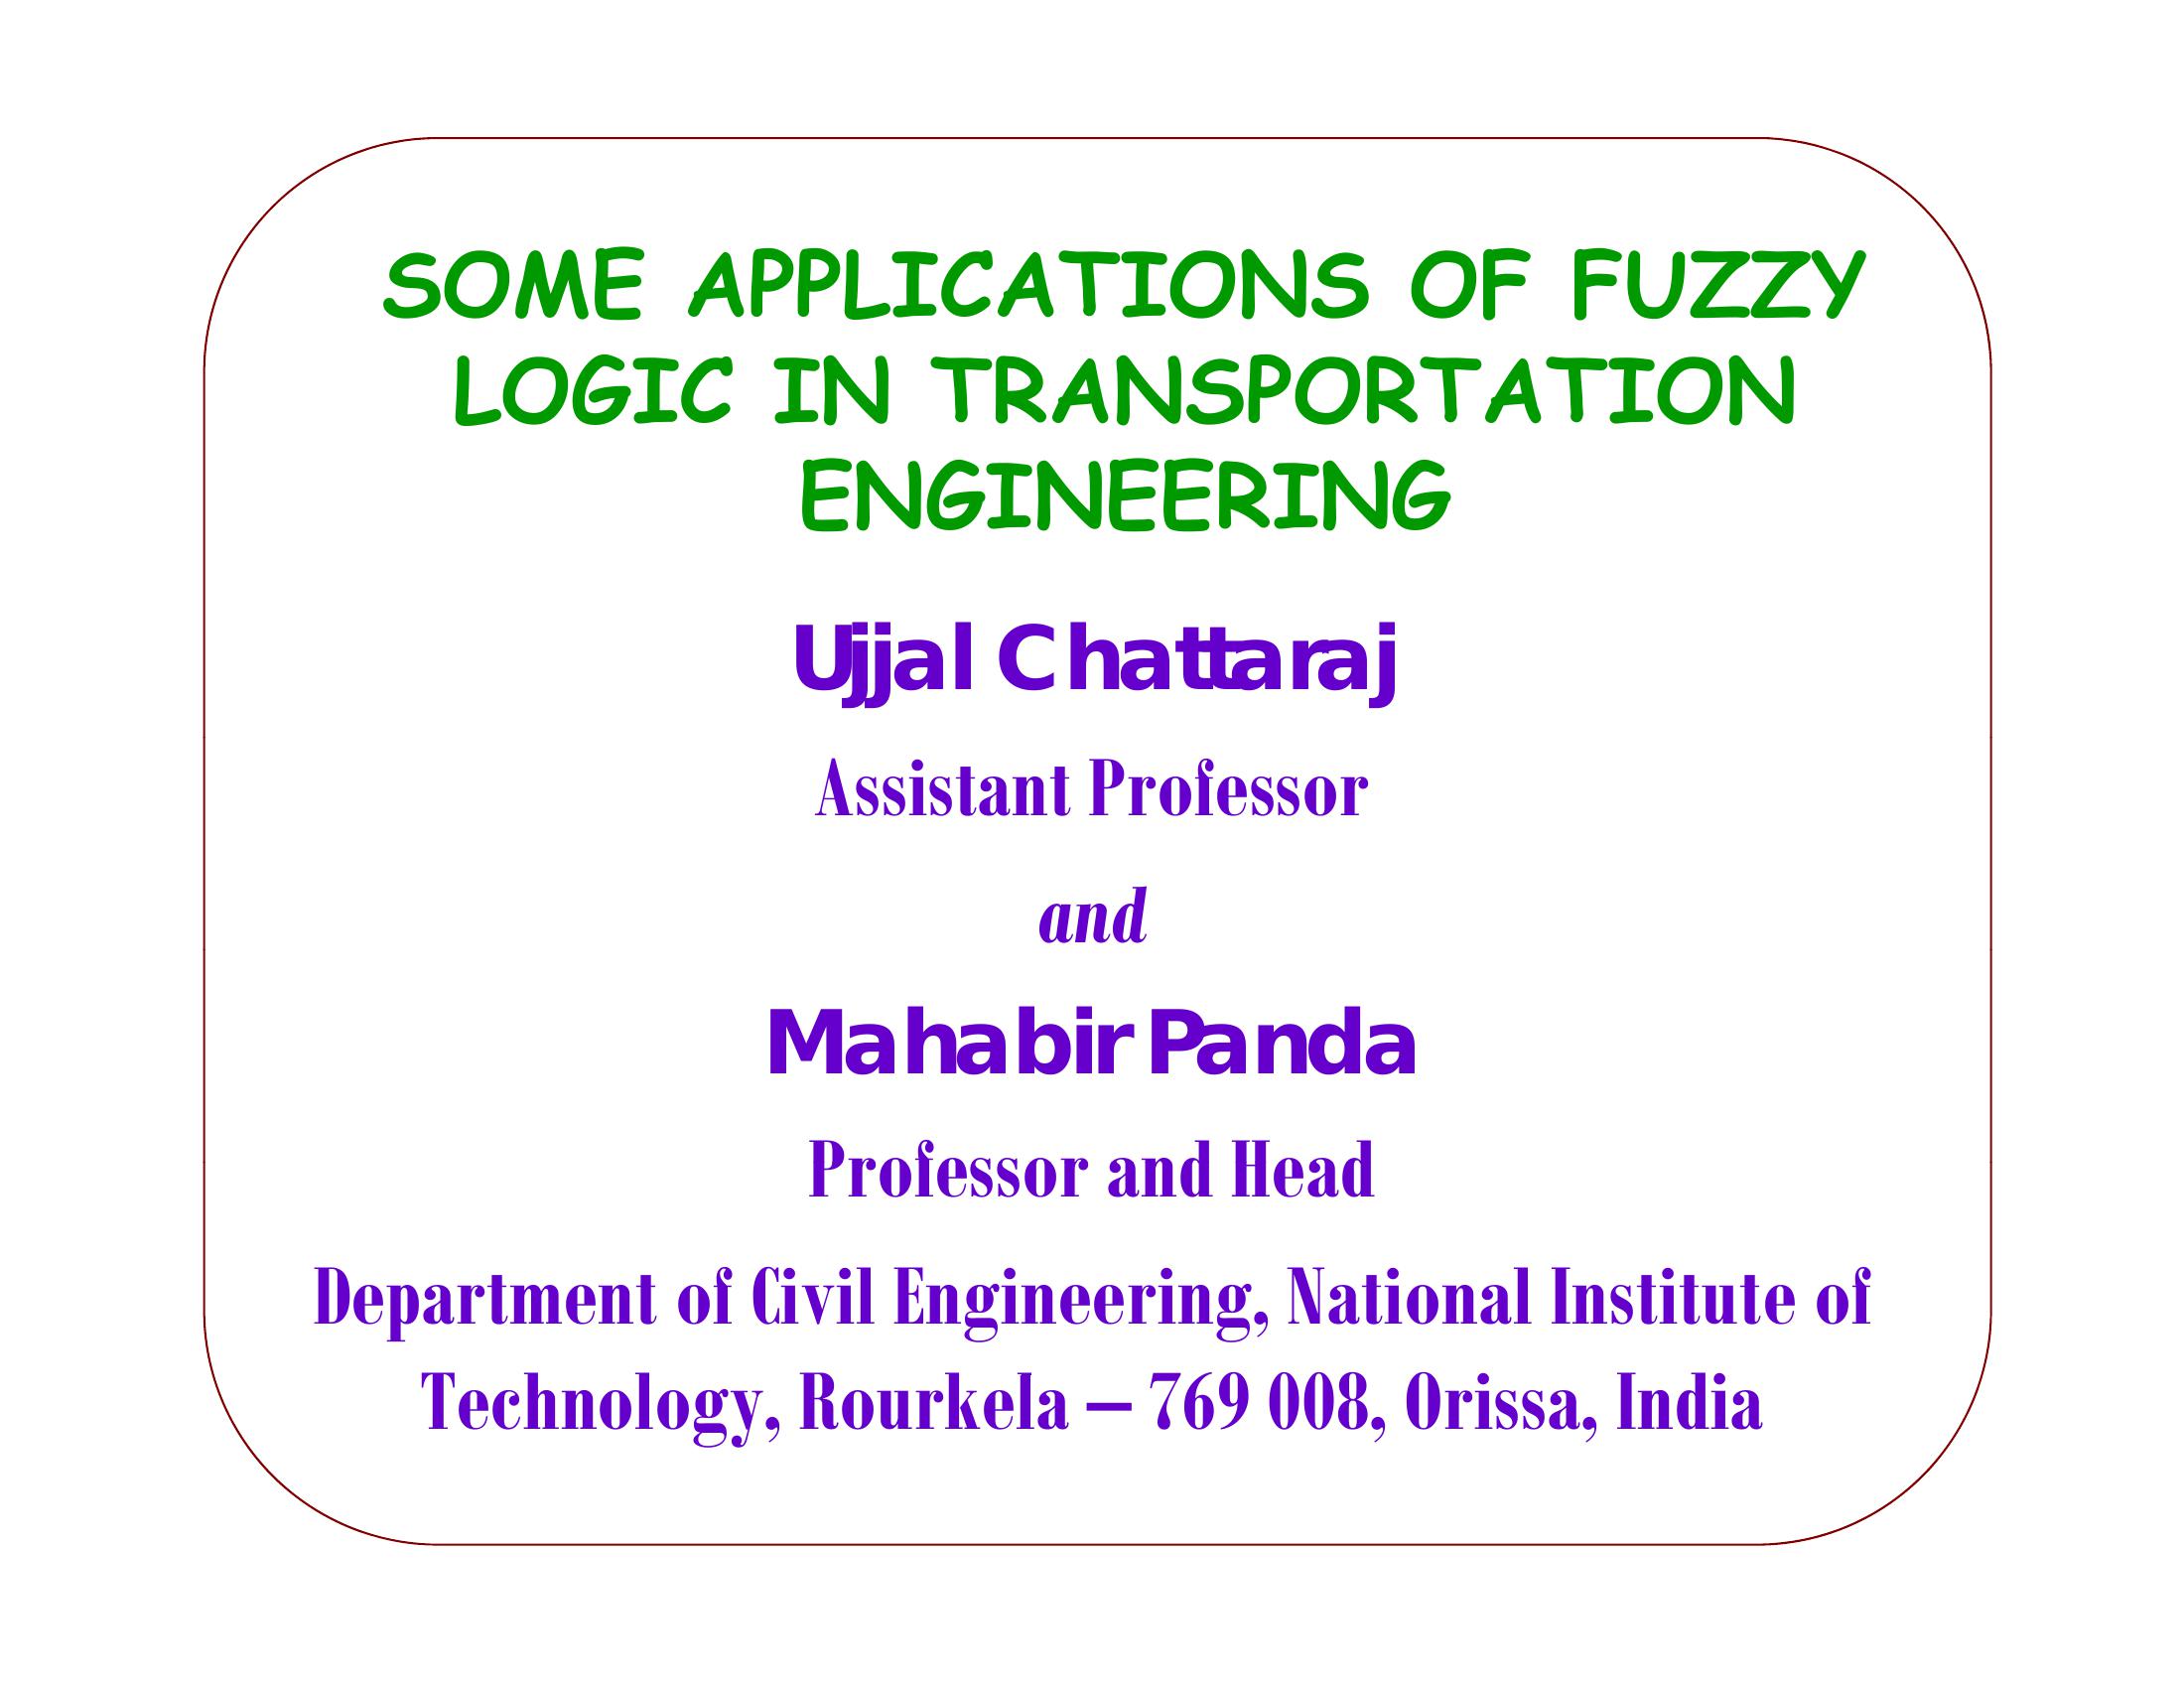 SOME APPLICATIONS OF FUZZY
LOGIC IN TRANSPORTATION
ENGINEERING
Ujjal Chattaraj
Assistant Professor
and
Mahabir Panda
Professor and Head
Department of Civil Engineering, National Institute of
Technology, Rourkela – 769 008, Orissa, India